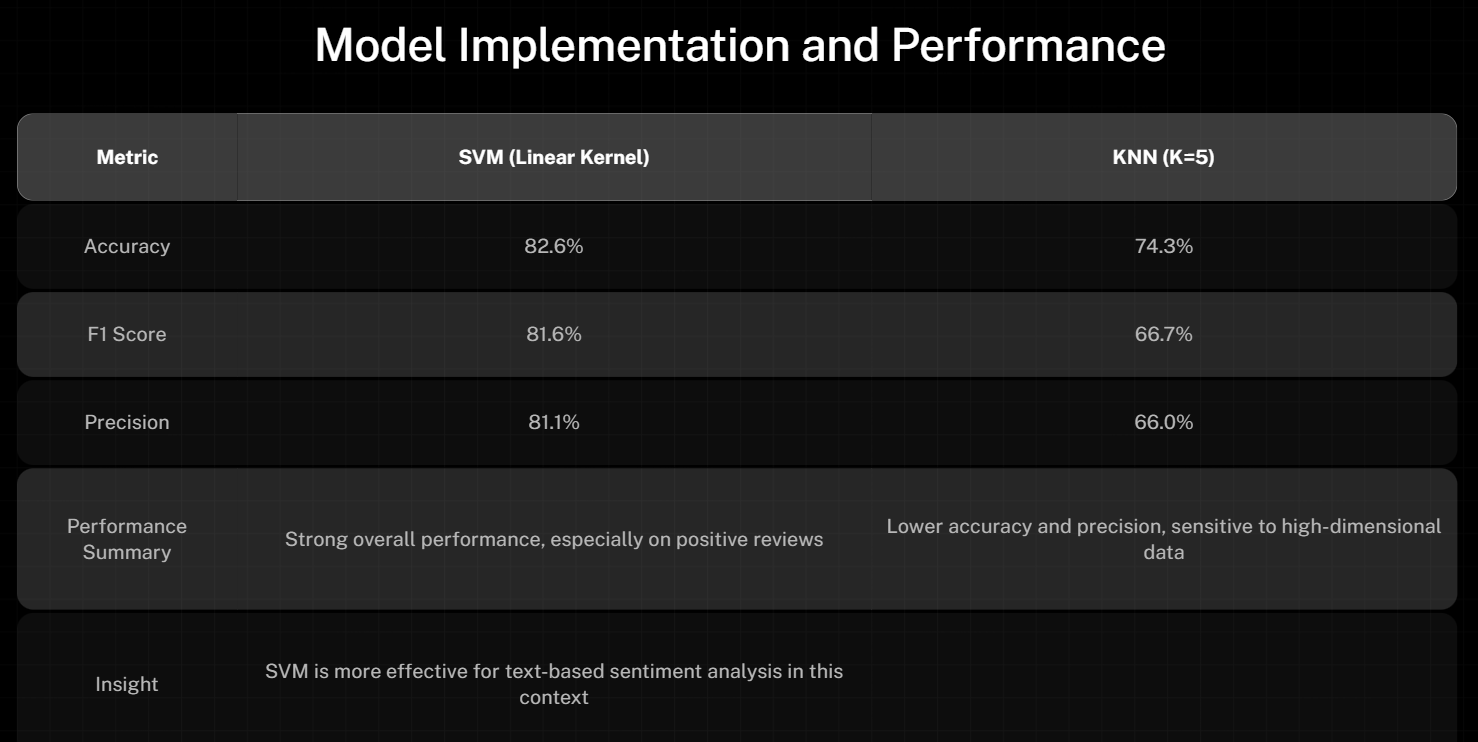 Model Implementation and Performance
Metric SVM (Linear Kernel) KNN (K=5)
Accuracy 82.6% 74.3%
F1 Score 81.6% 66.7%
Precision 81.1% 66.0%
Performance
Summary
Strong overall performance, especially on positive reviews
Lower accuracy and precision, sensitive to high-dimensional
data
Insight
SVM is more effective for text-based sentiment analysis in this
context